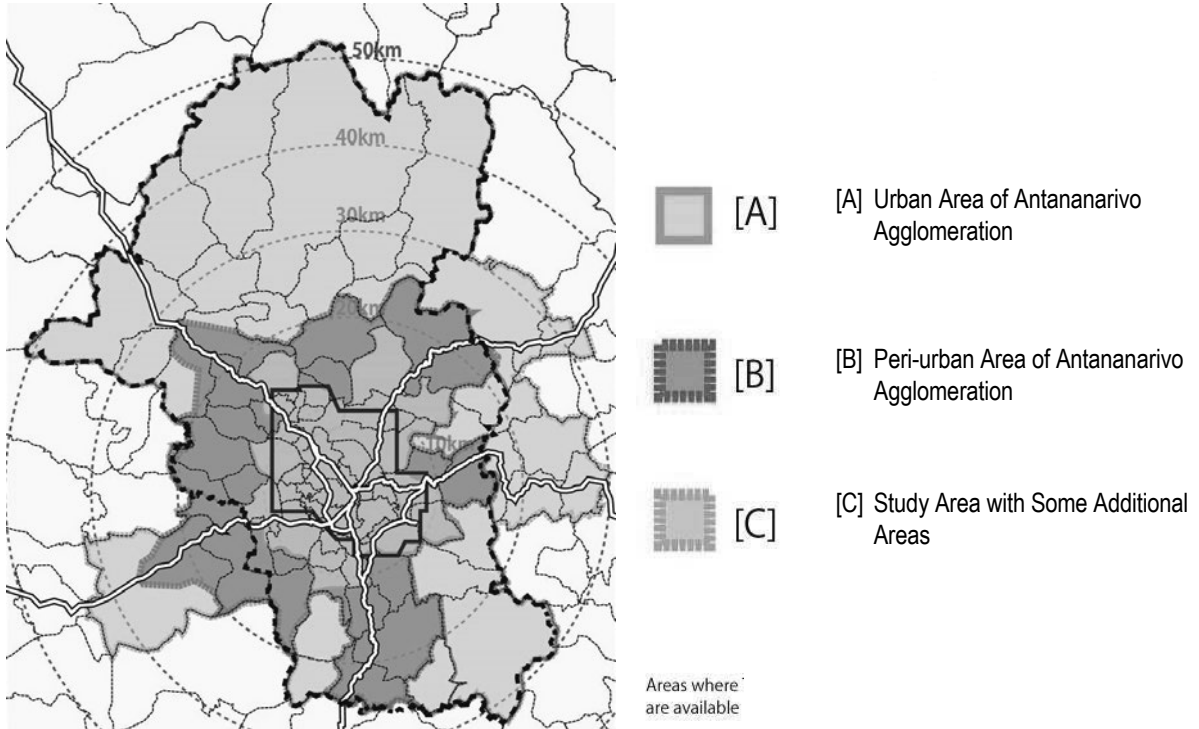 50km
40km
30km
20km
10km
[A]
[A] Urban Area of Antananarivo
Agglomeration
[B]
[B] Peri-urban Area of Antananarivo
Agglomeration
[C]
[C] Study Area with Some Additional
Areas
Areas where
are available